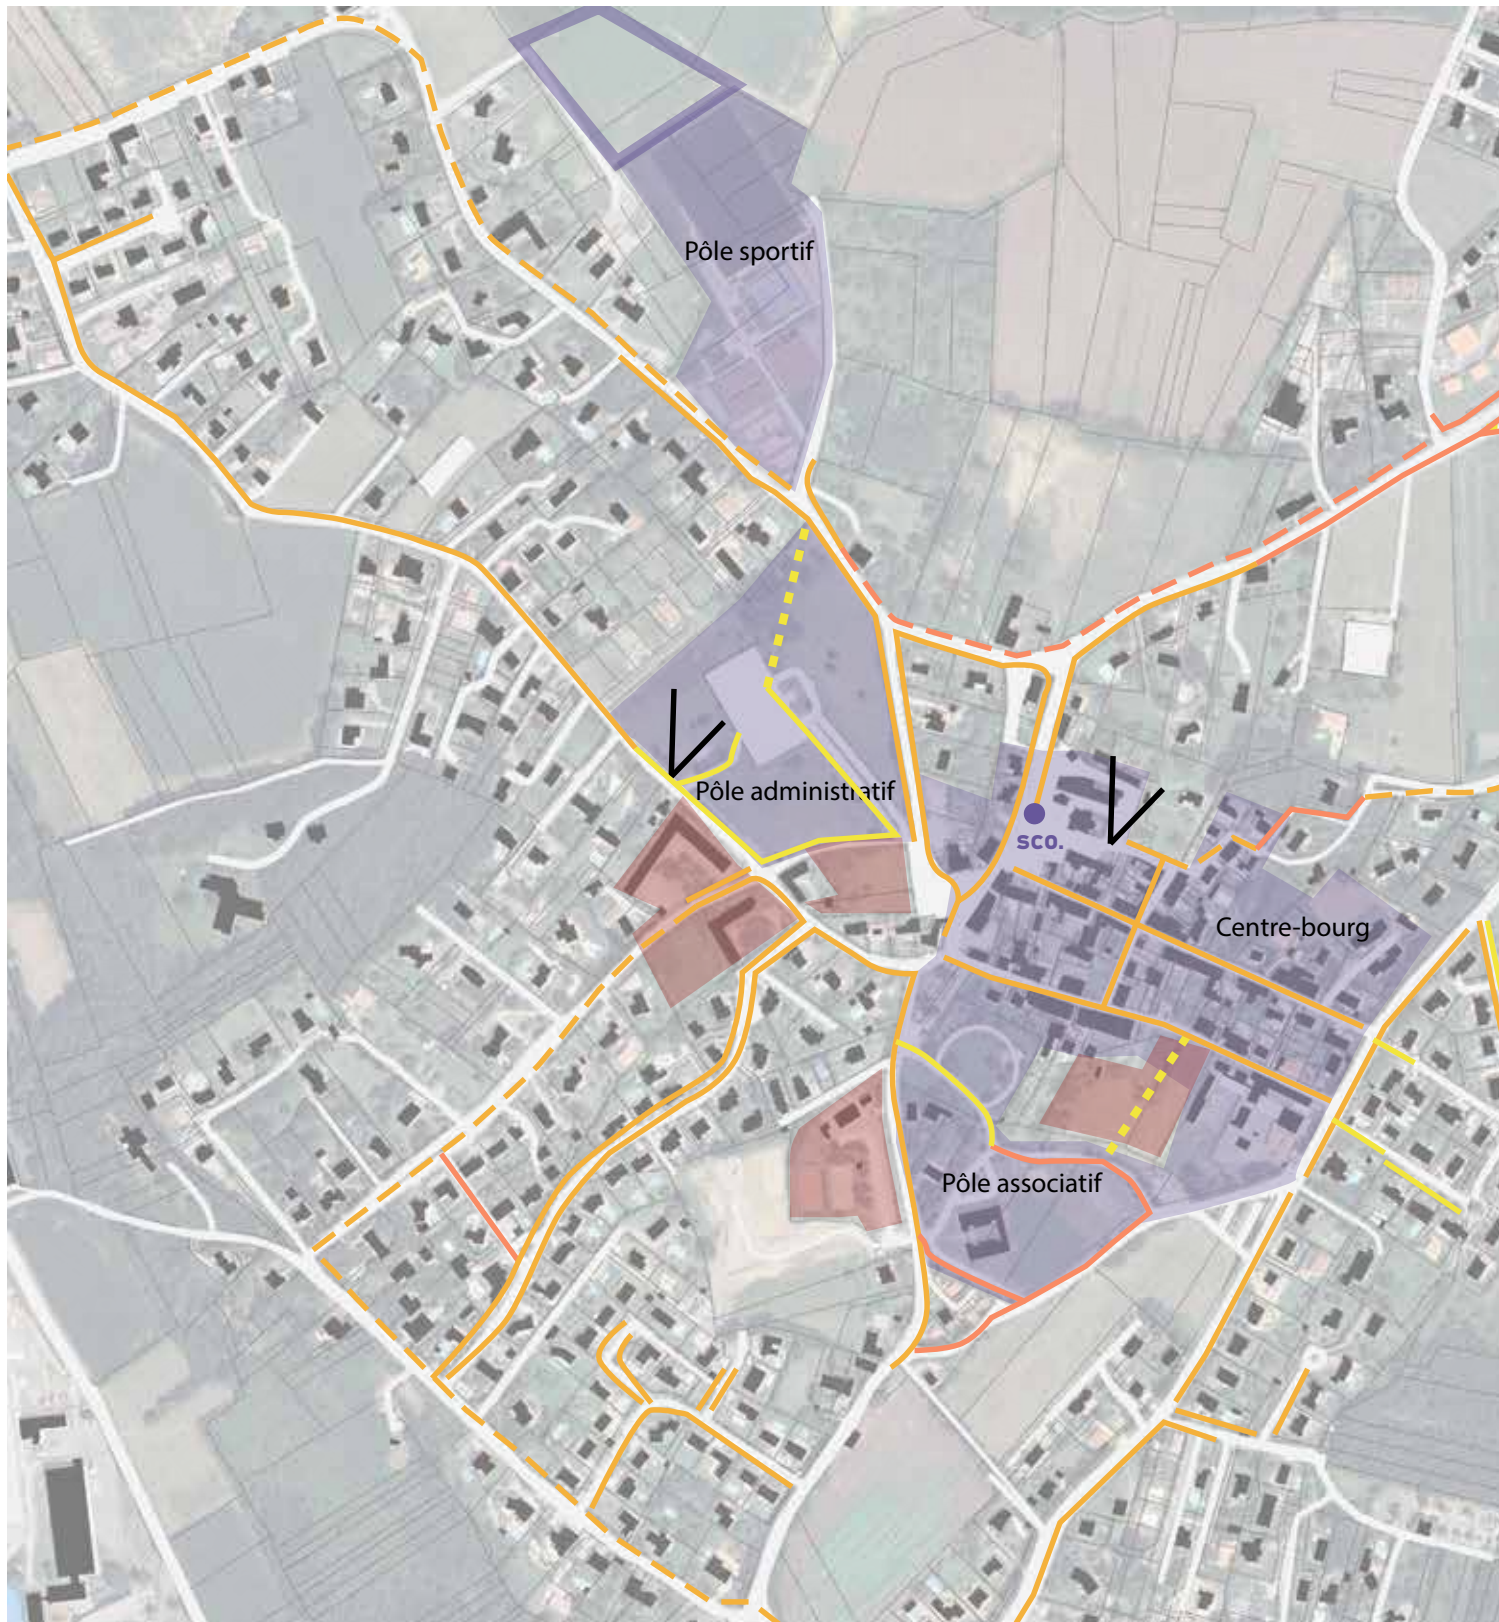 Pôle sportif
Pôle administratif
sco.
Centre-bourg
Pôle associatif